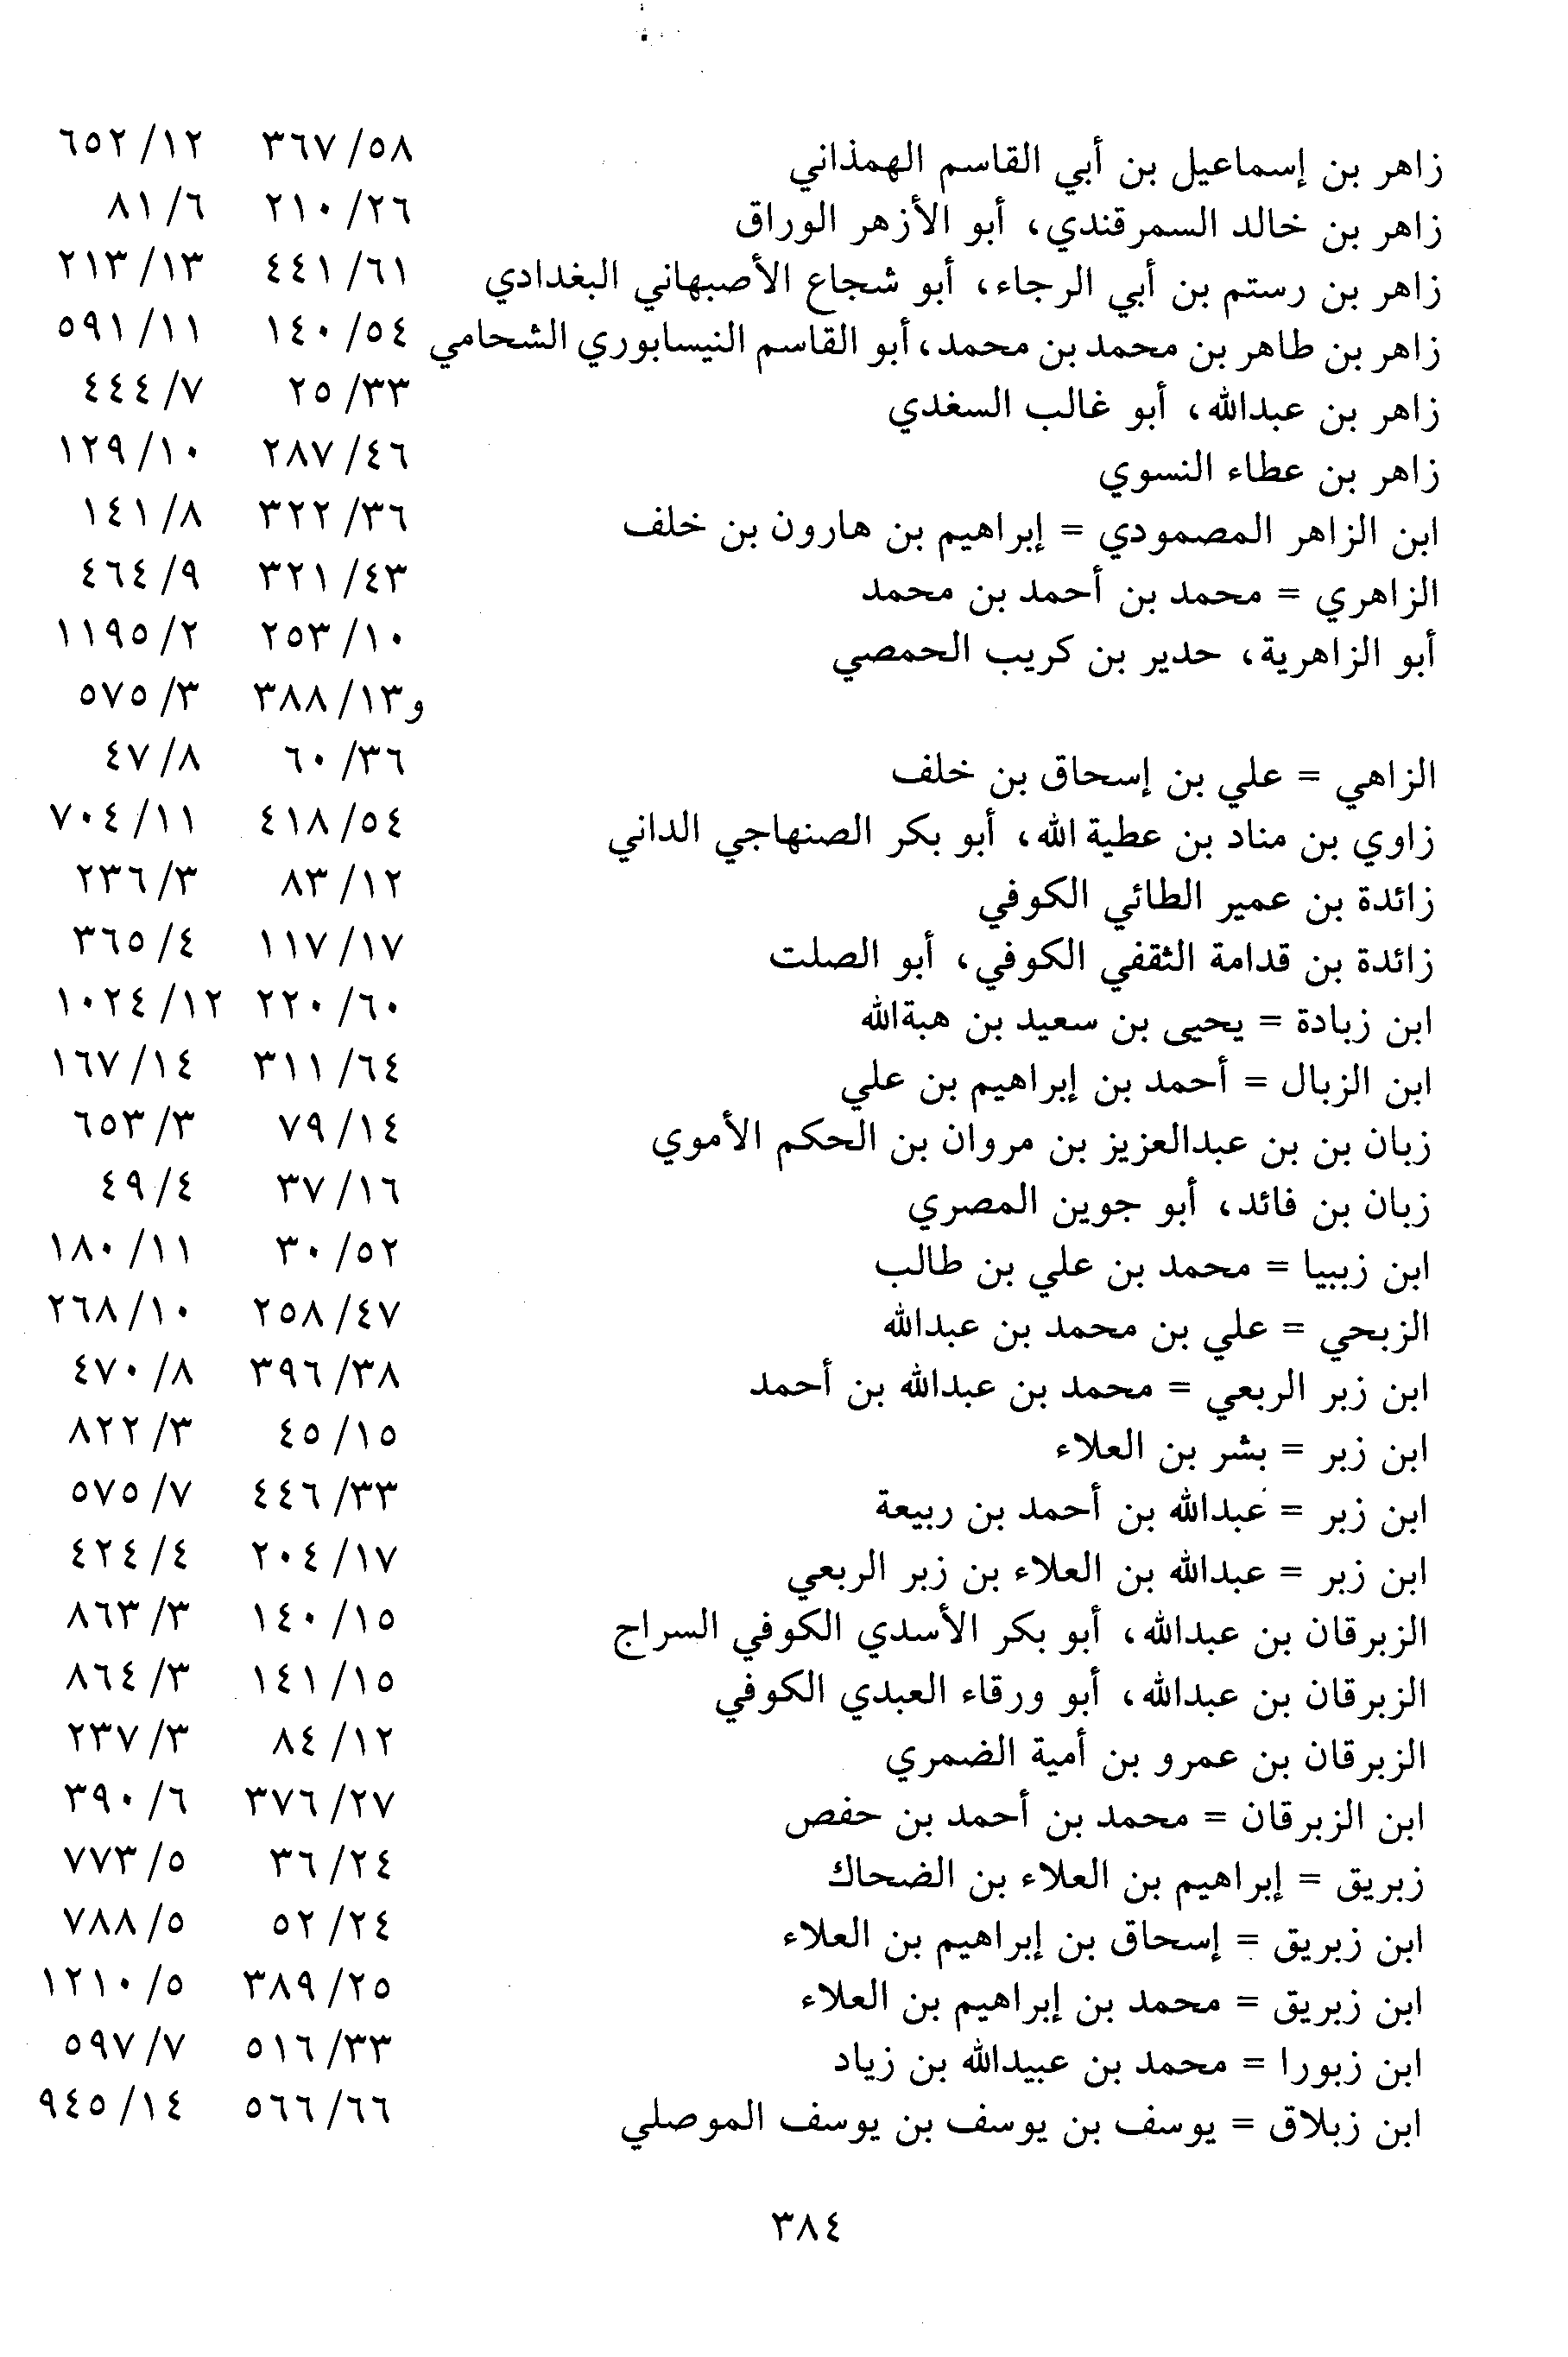 زاهر بن إسماعيل بن أبي القاسم الهمذاني ٥٨/ ٣٦٧ ١٢/ ٦٥٢
زاهر بن خالد السمرقندي، أبو الأزهر الوراق ٢٦/ ٢١٠ ٦/ ٨١
زاهر بن رستم بن أبي الرجاء، أبو شجاع الأصبهاني البغدادي ٦١/ ٤٤١ ١٣/ ٢١٣
زاهر بن طاهر بن محمد بن محمد، أبو القاسم النيسابوري الشحامي ٥٤/ ١٤٠ ١١/ ٥٩١
زاهر بن عبدالله، أبو غالب السغدي ٣٣/ ٢٥ ٧/ ٤٤٤
زاهر بن عطاء النسوي ٤٦/ ٢٨٧ ١٠/ ١٢٩
ابن الزاهر المصمودي = إبراهيم بن هارون بن خلف ٣٦/ ٣٢٢ ٨/ ١٤١
الزاهري = محمد بن أحمد بن محمد ٤٣/ ٣٢١ ٩/ ٤٦٤
أبو الزاهرية، حدير بن كريب الحمصي ١٠/ ٢٥٣ ٢/ ١١٩٥
و١٣/ ٣٨٨ ٣/ ٥٧٥
الزاهي = علي بن إسحاق بن خلف ٣٦/ ٦٠ ٨/ ٤٧
زاوي بن مناد بن عطية الله، أبو بكر الصنهاجي الداني ٥٤/ ٤١٨ ١١/ ٧٠٤
زائدة بن عمير الطائي الكوفي ١٢/ ٨٣ ٣/ ٢٣٦
زائدة بن قدامة الثقفي الكوفي، أبو الصلت ١٧/ ١١٧ ٤/ ٣٦٥
ابن زبادة = يحيى بن سعيد بن هبةالله ٦٠/ ٢٢٠ ١٢/ ١٠٢٤
ابن الزبال = أحمد بن إبراهيم بن علي ٦٤/ ٣١١ ١٤/ ١٦٧
زبان بن بن عبدالعزيز بن مروان بن الحكم الأموي ١٤/ ٧٩ ٣/ ٦٥٣
زبان بن فائد، أبو جوين المصري ١٦/ ٣٧ ٤/ ٤٩
ابن زبيبا = محمد بن علي بن طالب ٥٢/ ٣٠ ١١/ ١٨٠
الزبحي = علي بن محمد بن عبدالله ٤٧/ ٢٥٨ ١٠/ ٢٦٨
ابن زبر الربعي = محمد بن عبدالله بن أحمد ٣٨/ ٣٩٦ ٨/ ٤٧٠
ابن زبر = بشر بن العلاء ١٥/ ٤٥ ٣/ ٨٢٢
ابن زبر = عبدالله بن أحمد بن ربيعة ٣٣/ ٤٤٦ ٧/ ٥٧٥
ابن زبر = عبدالله بن العلاء بن زبر الربعي ١٧/ ٢٠٤ ٤/ ٤٢٤
الزبرقان بن عبدالله، أبو بكر الأسدي الكوفي السراج ١٥/ ١٤٠ ٣/ ٨٦٣
الزبرقان بن عبدالله، أبو ورقاء العبدي الكوفي ١٥/ ١٤١ ٣/ ٨٦٤
الزبرقان بن عمرو بن أمية الضمري ١٢/ ٨٤ ٣/ ٢٣٧
ابن الزبرقان = محمد بن أحمد بن حفص ٢٧/ ٣٧٦ ٦/ ٣٩٠
زبريق = إبراهيم بن العلاء بن الضحاك ٢٤/ ٣٦ ٥/ ٧٧٣
ابن زبريق = إسحاق بن إبراهيم بن العلاء ٢٤/ ٥٢ ٥/ ٧٨٨
ابن زبريق = محمد بن إبراهيم بن العلاء ٢٥/ ٣٨٩ ٥/ ١٢١٠
ابن زبورا = محمد بن عبيدالله بن زياد ٣٣/ ٥١٦ ٧/ ٥٩٧
ابن زبلاق = يوسف بن يوسف بن يوسف الموصلي ٦٦/ ٥٦٦ ١٤/ ٩٤٥
٣٨٤